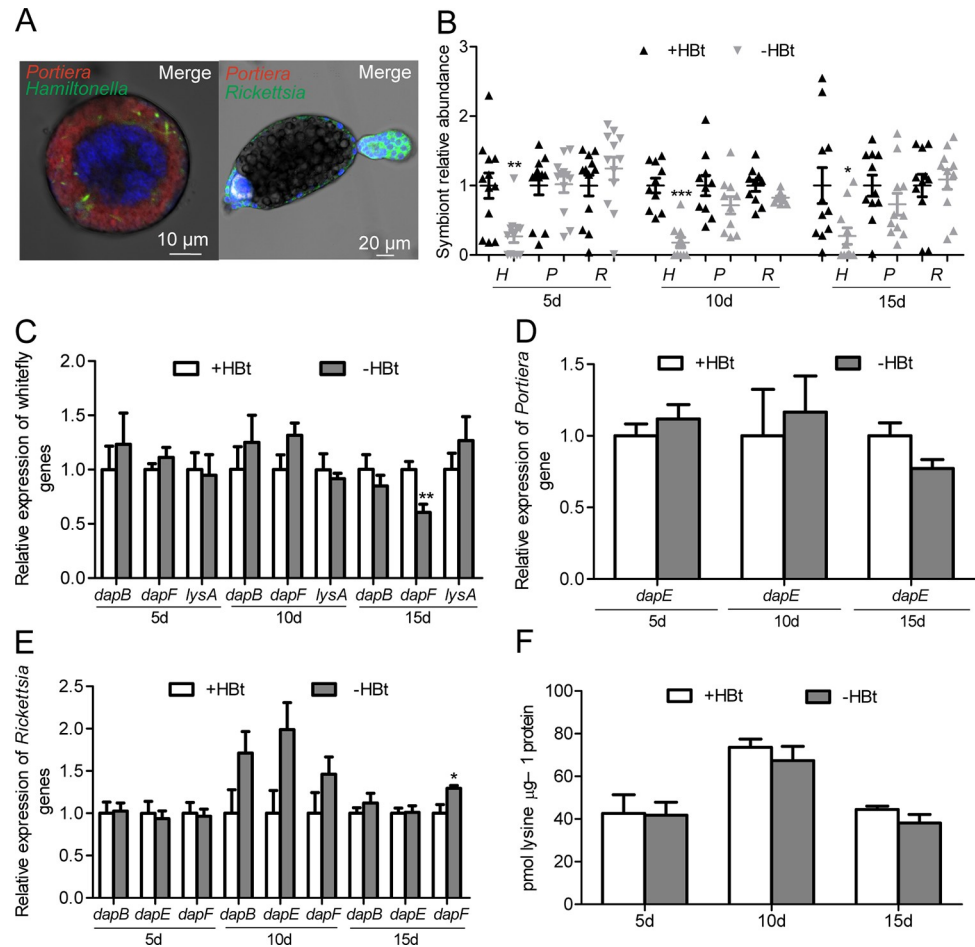 A
Portiera Merge
Hamiltonella
10 µm
Portiera Merge
Rickettsia
20 µm
B
+HBt -HBt
Symbiont relative abundance
3
2
1
0
** *** *
H P R H P R H P R
5d 10d 15d
C
+HBt -HBt
Relative expression of whitefly
genes
2.0
1.5
1.0
0.5
0.0
**
dapB dapF lysA dapB dapF lysA dapB dapF lysA
5d 10d 15d
D
+HBt -HBt
Relative expression of Portiera
gene
1.5
1.0
0.5
0.0
dapE dapE dapE
5d 10d 15d
E
+HBt -HBt
Relative expression of Rickettsia
genes
2.5
2.0
1.5
1.0
0.5
0.0
*
dapB dapE dapF dapB dapE dapF dapB dapE dapF
5d 10d 15d
F
+HBt -HBt
pmol lysine µg– 1 protein
100
80
60
40
20
0
5d 10d 15d